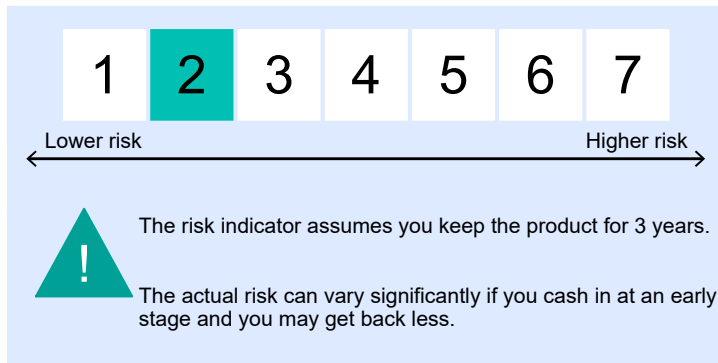 1 2 3 4 5 6 7
Lower risk Higher risk
!
The risk indicator assumes you keep the product for 3 years.
The actual risk can vary significantly if you cash in at an early
stage and you may get back less.